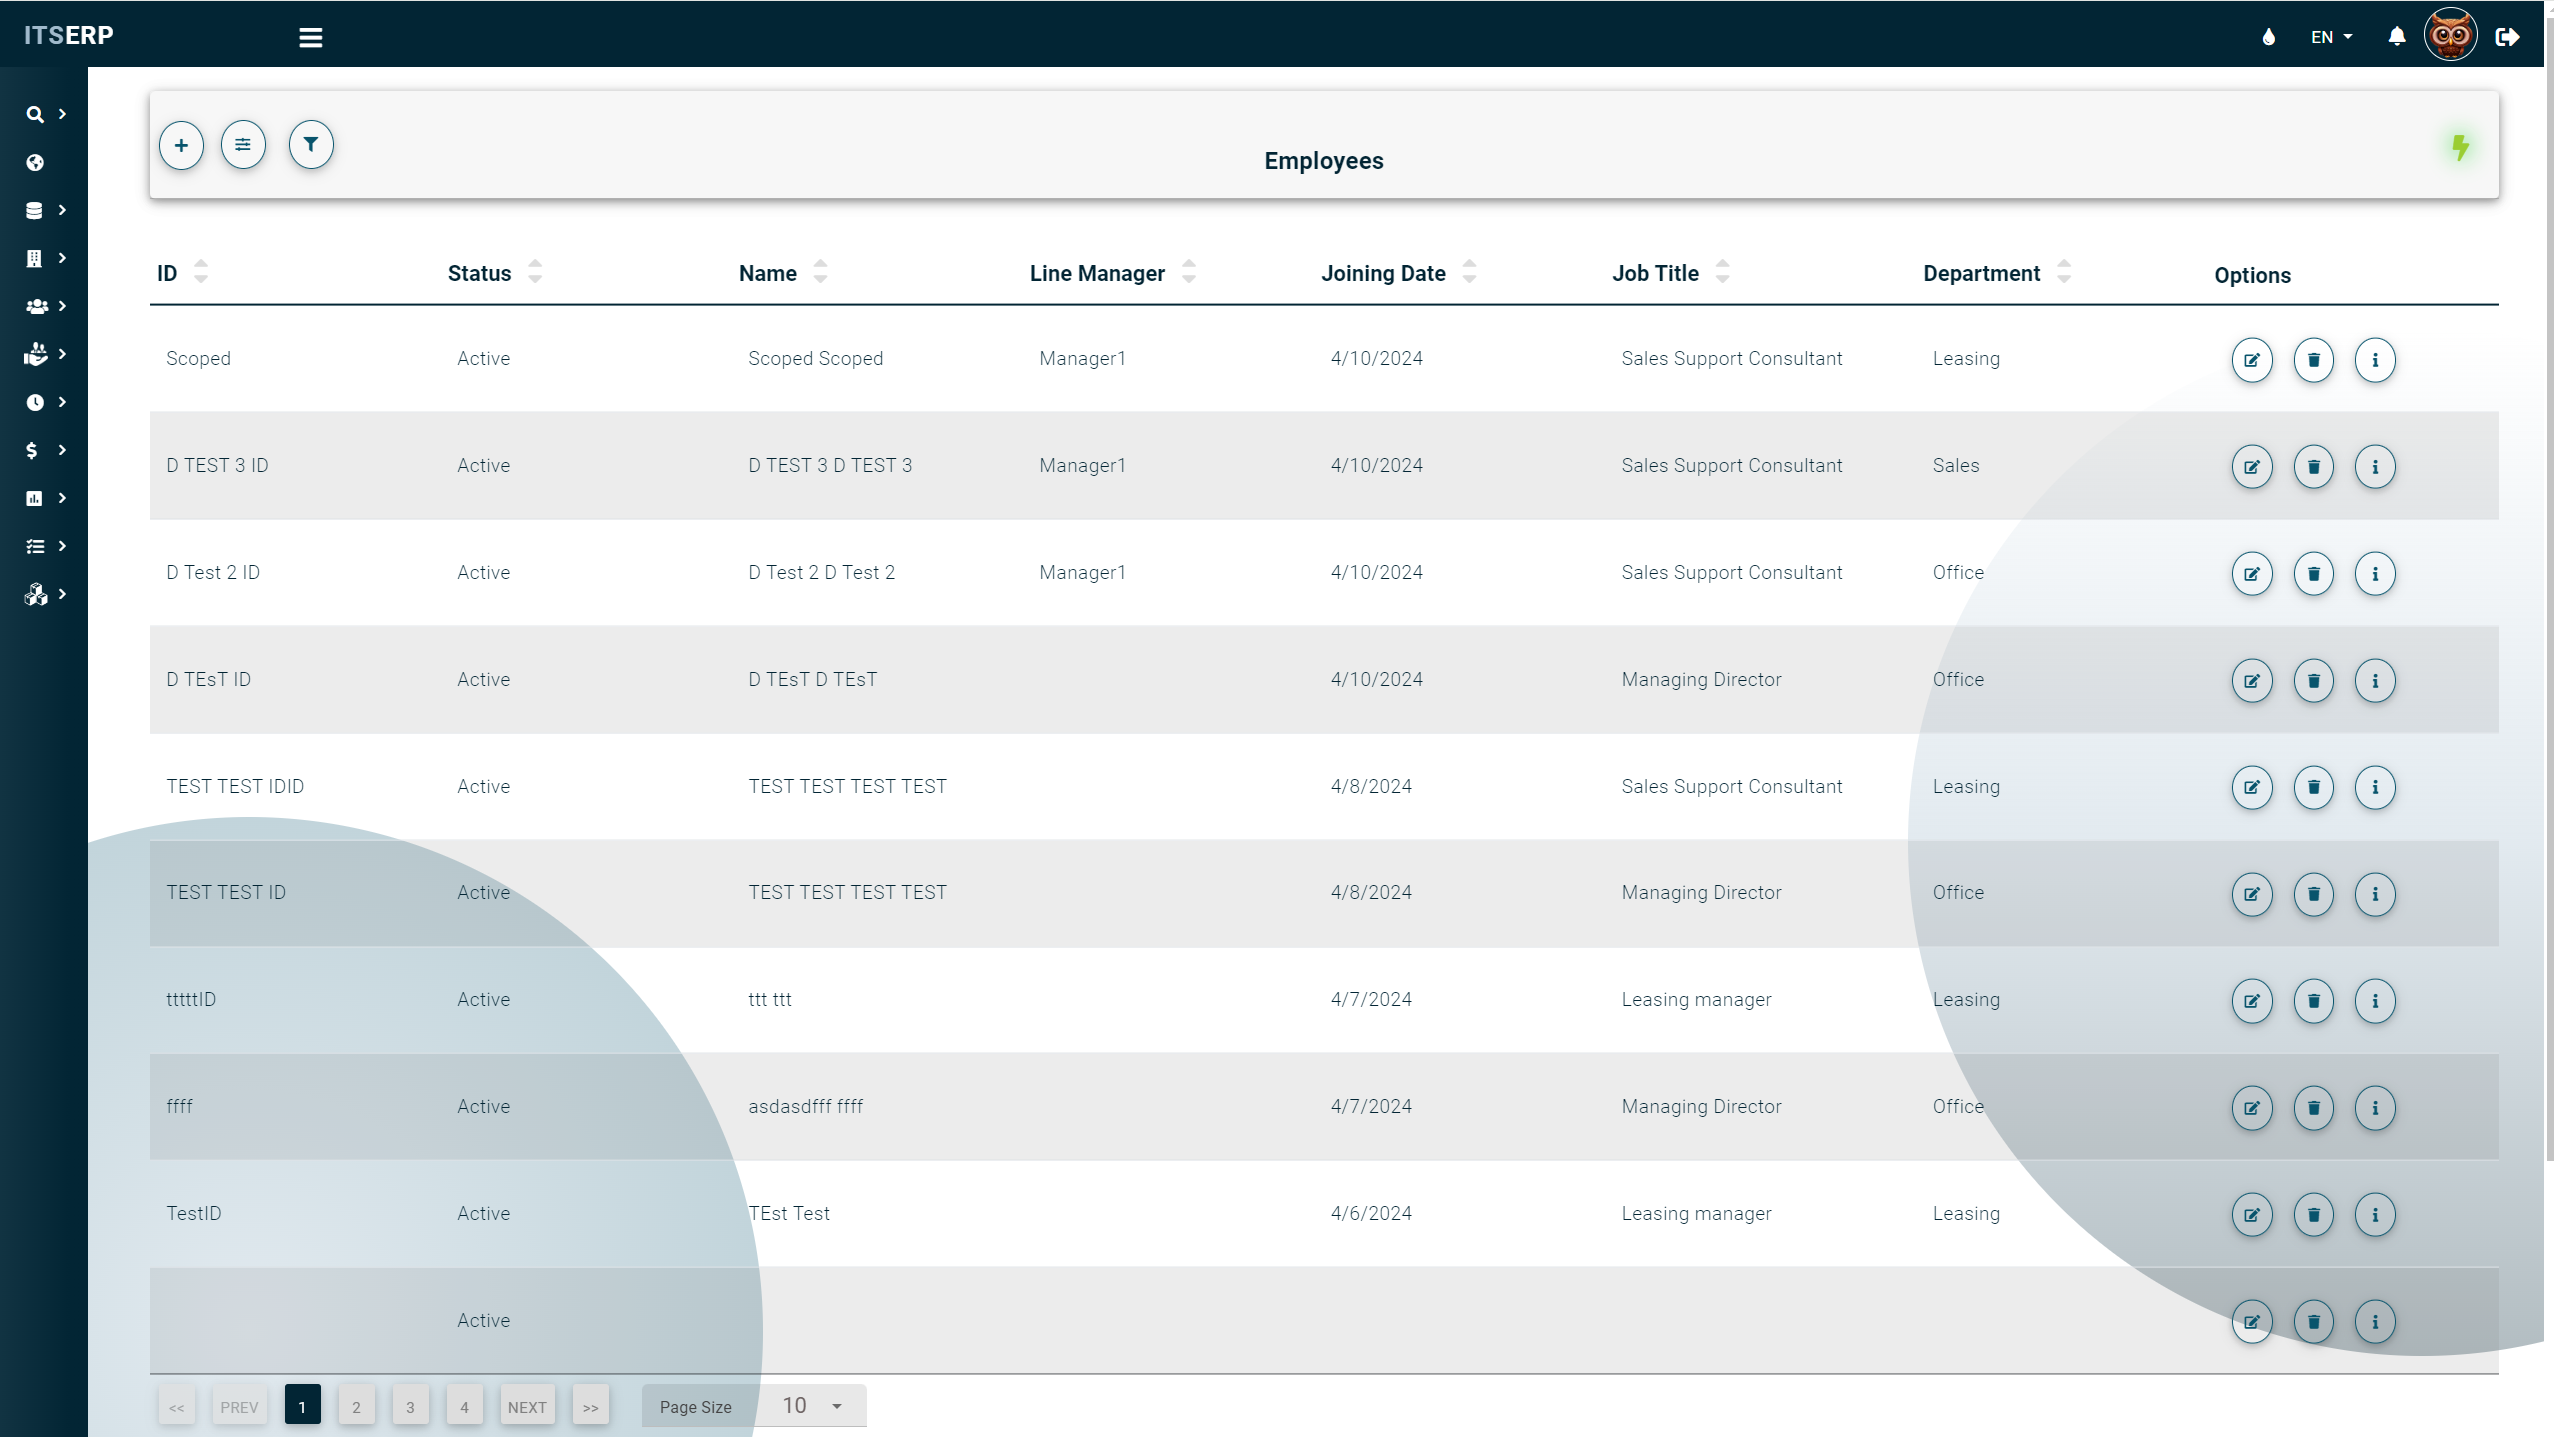 ITSERP EN
Employees
ID Status Name Line Manager Joining Date Job Title Department Options
Scoped Active Scoped Scoped Manager1 4/10/2024 Sales Support Consultant Leasing
D TEST 3 ID Active D TEST 3 D TEST 3 Manager1 4/10/2024 Sales Support Consultant Sales
D Test 2 ID Active D Test 2 D Test 2 Manager1 4/10/2024 Sales Support Consultant Office
D TEsT ID Active D TEsT D TEsT 4/10/2024 Managing Director Office
TEST TEST IDID Active TEST TEST TEST TEST 4/8/2024 Sales Support Consultant Leasing
TEST TEST ID Active TEST TEST TEST TEST 4/8/2024 Managing Director Office
tttttID Active ttt ttt 4/7/2024 Leasing manager Leasing
ffff Active asdasdfff ffff 4/7/2024 Managing Director Office
TestID Active TEst Test 4/6/2024 Leasing manager Leasing
Active
<< PREV 1 2 3 4 NEXT >> Page Size 10